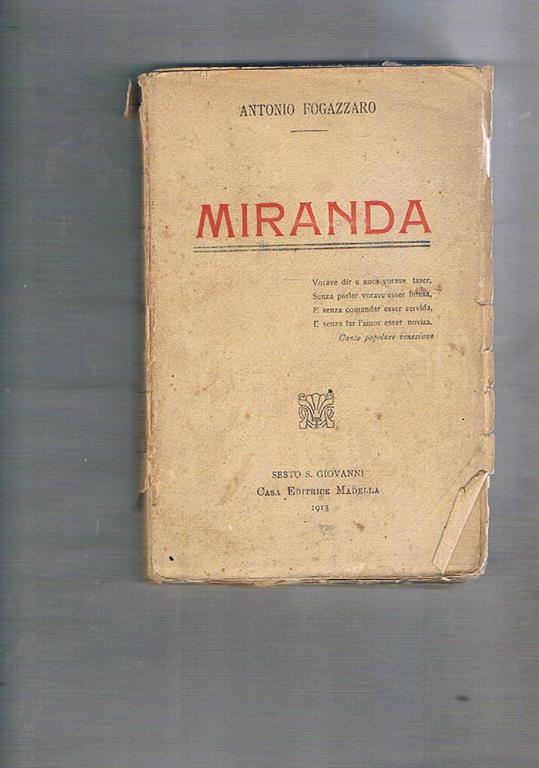 ANTONIO FOGAZZARO
MIRANDA
Vorave dir e anca vorave taser,
Senza parlar vorave esser intesa,
E senza comandar esser servida,
E senza far l'amor esser noviza.
Canto popolare veneziano
SESTO S. GIOVANNI
CASA EDITRICE MADELLA
1913